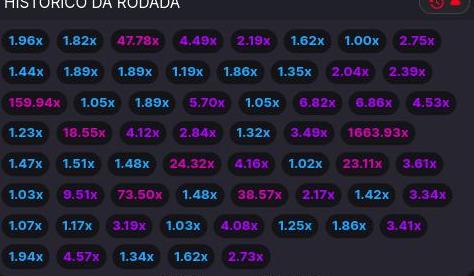 HISTÓRICO DA RODADA
1.96x 1.82x 47.78x 4.49x 2.19x 1.62x 1.00x 2.75x
1.44x 1.89x 1.89x 1.19x 1.86x 1.35x 2.04x 2.39x
159.94x 1.05x 1.89x 5.70x 1.05x 6.82x 6.86x 4.53x
1.23x 18.55x 4.12x 2.84x 1.32x 3.49x 1663.93x
1.47x 1.51x 1.48x 24.32x 4.16x 1.02x 23.11x 3.61x
1.03x 9.51x 73.50x 1.48x 38.57x 2.17x 1.42x 3.34x
1.07x 1.17x 3.19x 1.03x 4.08x 1.25x 1.86x 3.41x
1.94x 4.57x 1.34x 1.62x 2.73x